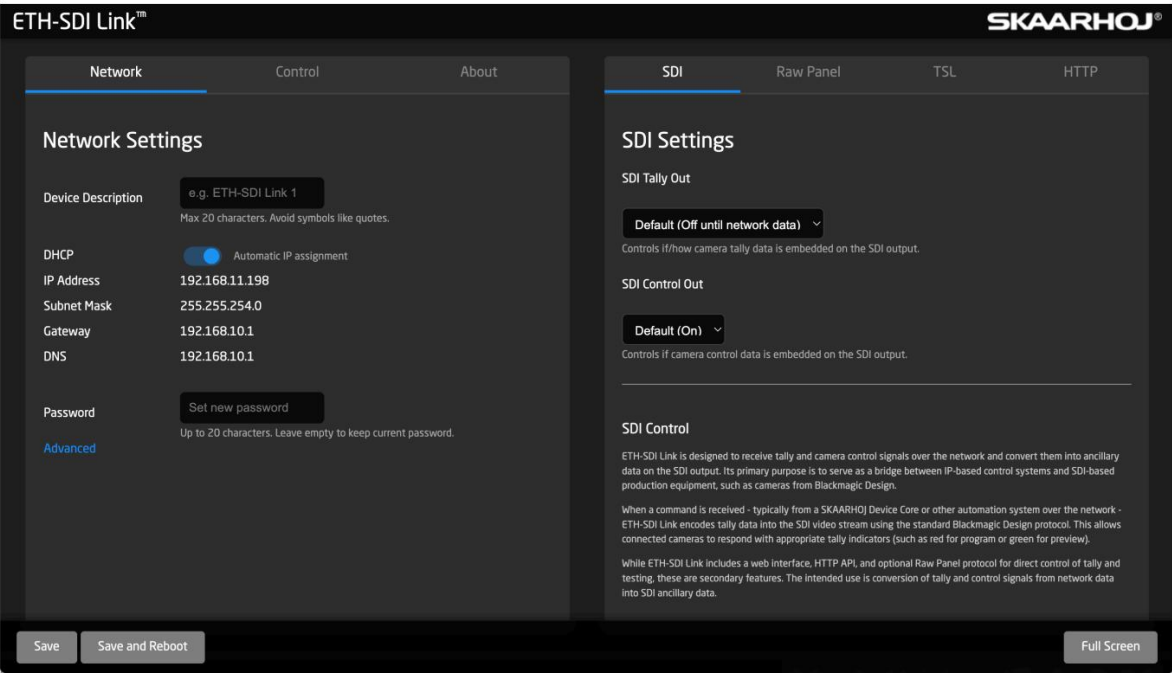 ETH-SDI Link™
SKAARHOJ®
Network
Control
About
Network Settings
Device Description
e.g. ETH-SDI Link 1
Max 20 characters. Avoid symbols like quotes.
DHCP
Automatic IP assignment
IP Address
192.168.11.198
Subnet Mask
255.255.254.0
Gateway
192.168.10.1
DNS
192.168.10.1
Password
Set new password
Up to 20 characters. Leave empty to keep current password.
Advanced
SDI
Raw Panel
TSL
HTTP
SDI Settings
SDI Tally Out
Default (Off until network data)
Controls if/how camera tally data is embedded on the SDI output.
SDI Control Out
Default (On)
Controls if camera control data is embedded on the SDI output.
SDI Control
ETH-SDI Link is designed to receive tally and camera control signals over the network and convert them into ancillary
data on the SDI output. Its primary purpose is to serve as a bridge between IP-based control systems and SDI-based
production equipment, such as cameras from Blackmagic Design.
When a command is received - typically from a SKAARHOJ Device Core or other automation system over the network -
ETH-SDI Link encodes tally data into the SDI video stream using the standard Blackmagic Design protocol. This allows
connected cameras to respond with appropriate tally indicators (such as red for program or green for preview).
While ETH-SDI Link includes a web interface, HTTP API, and optional Raw Panel protocol for direct control of tally and
testing, these are secondary features. The intended use is conversion of tally and control signals from network data
into SDI ancillary data.
Save
Save and Reboot
Full Screen